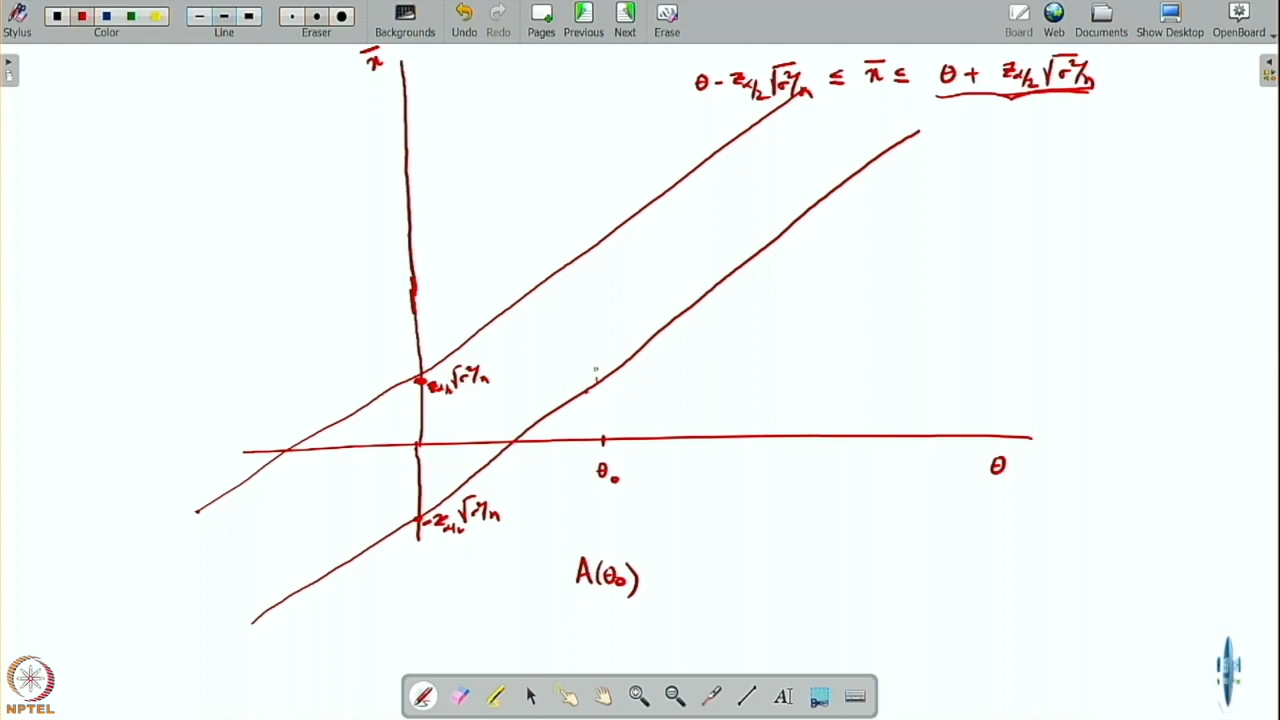 Stylus Color Line Eraser Backgrounds Undo Redo Pages Previous Next Erase Board Web Documents Show Desktop OpenBoard
x̄
θ - z_{α/2} √σ²/n ≤ x̄ ≤ θ + z_{α/2} √σ²/n
z_{α/2} √σ²/n
θ₀
θ
-z_{α/2} √σ²/n
A(θ₀)
NPTEL